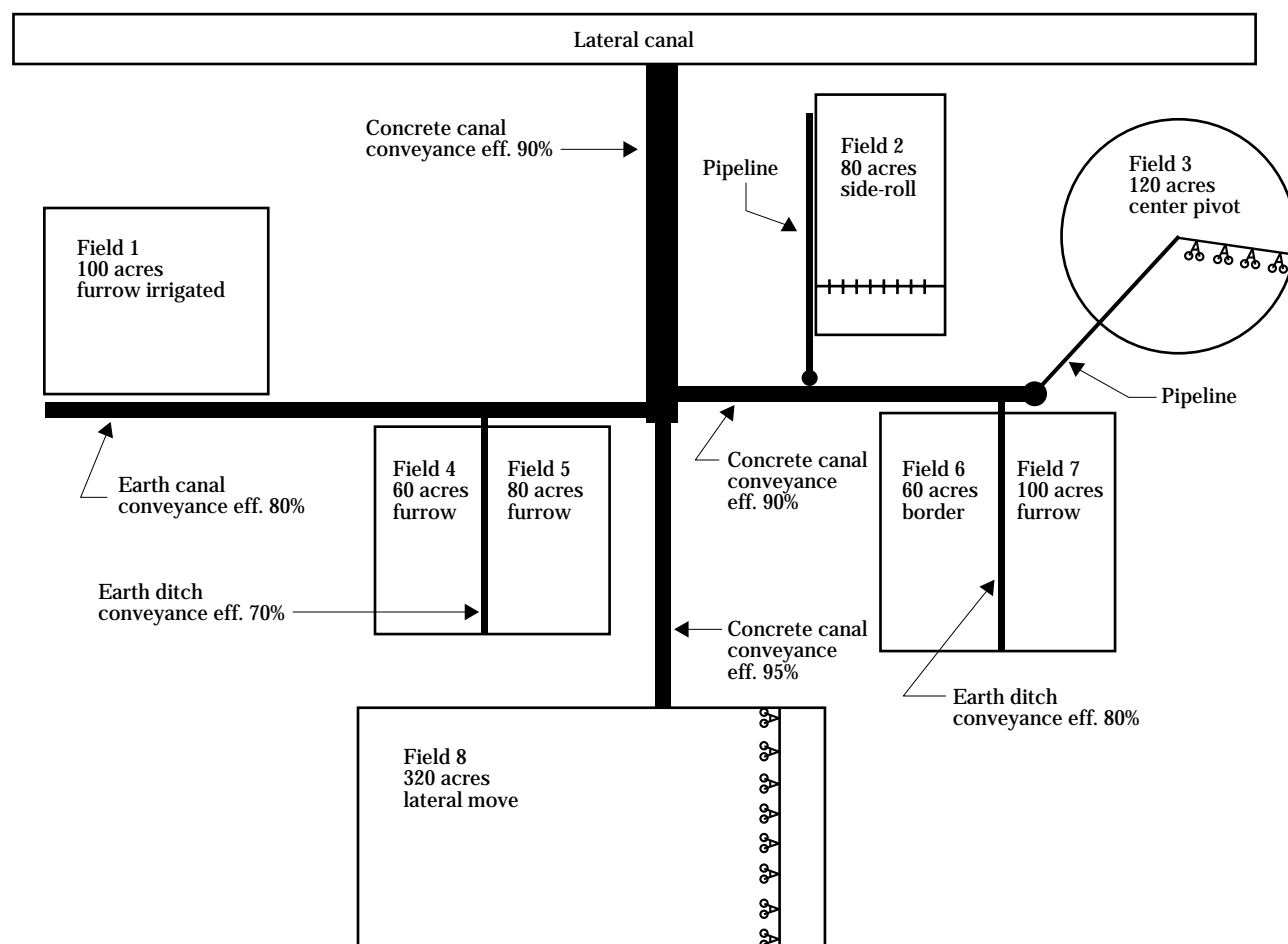 Lateral canal
Concrete canal
conveyance eff. 90%
Pipeline
Field 2
80 acres
side-roll
Field 3
120 acres
center pivot
Field 1
100 acres
furrow irrigated
Pipeline
Earth canal
conveyance eff. 80%
Field 4
60 acres
furrow
Field 5
80 acres
furrow
Concrete canal
conveyance
eff. 90%
Field 6
60 acres
border
Field 7
100 acres
furrow
Earth ditch
conveyance eff. 70%
Concrete canal
conveyance
eff. 95%
Earth ditch
conveyance eff. 80%
Field 8
320 acres
lateral move